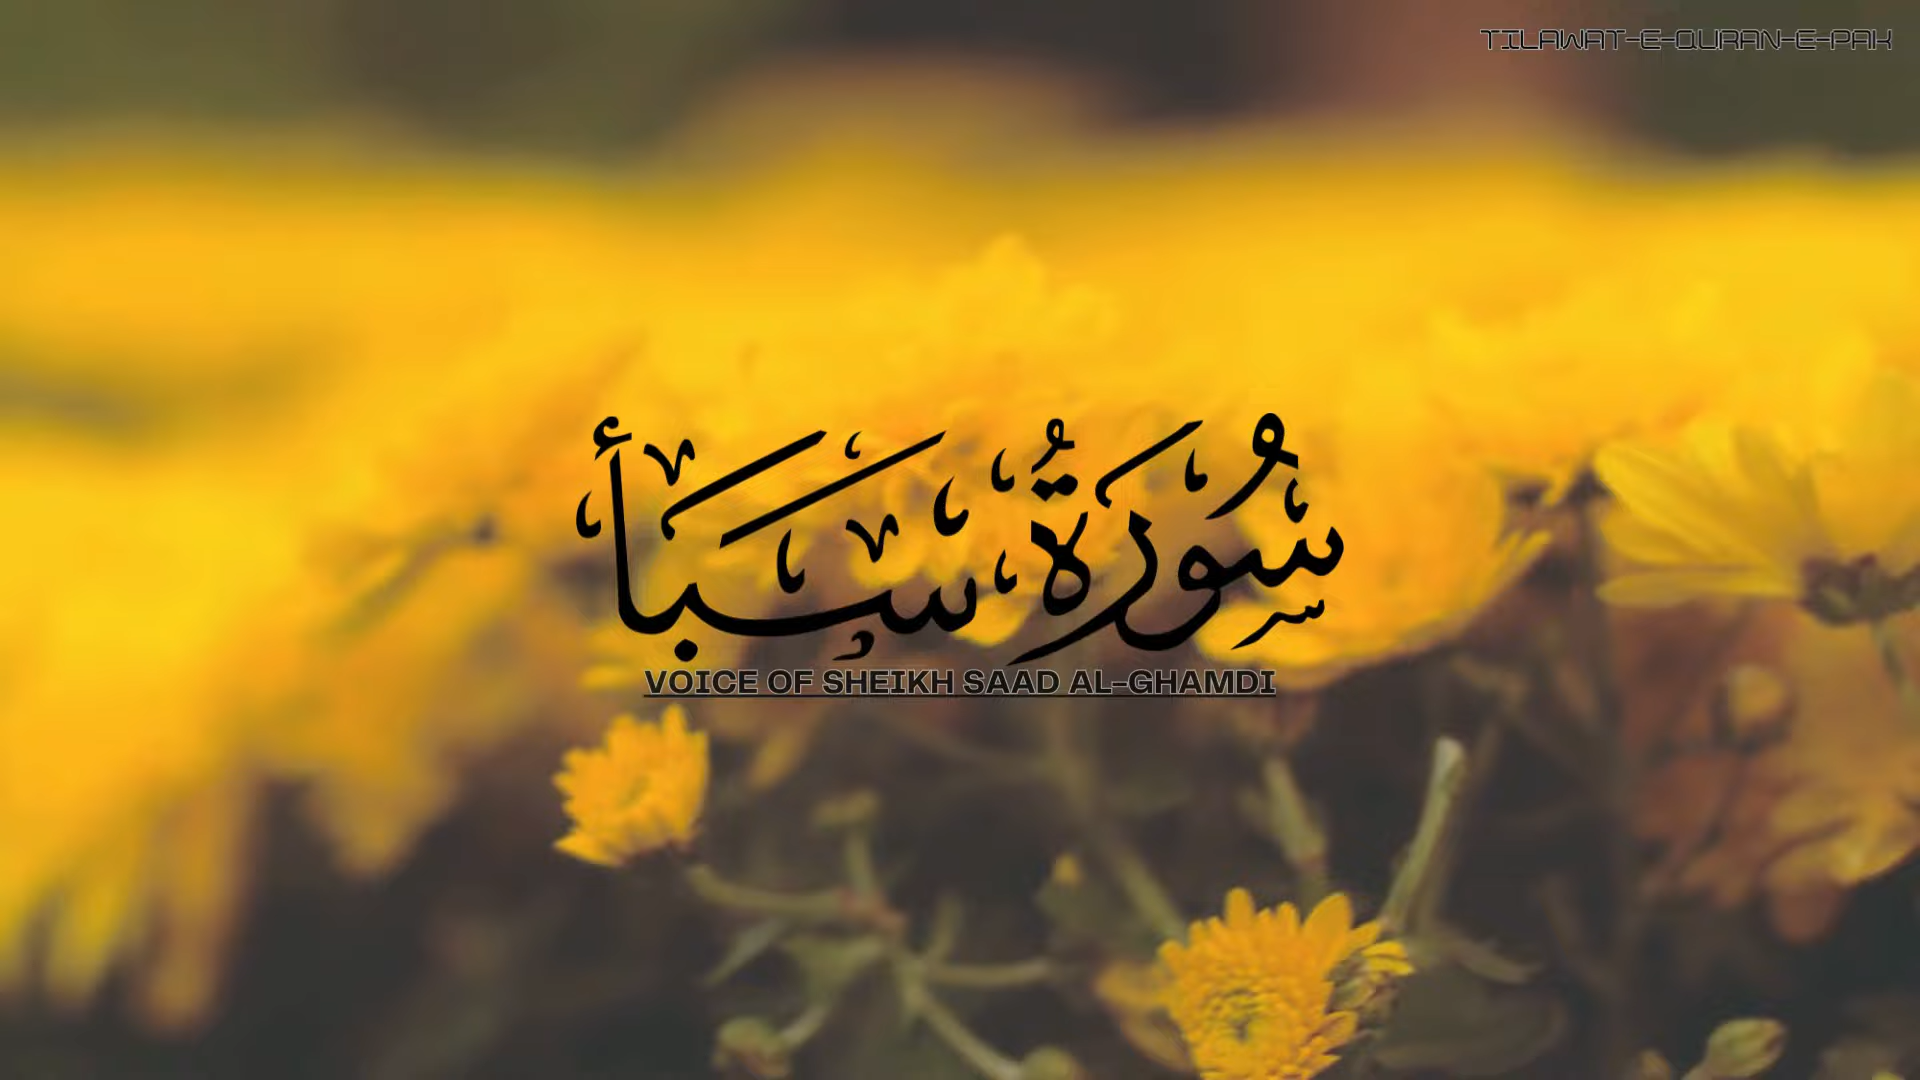 TILAWAT-E-QURAN-E-PAK
سُورَةُ سَبَأ
VOICE OF SHEIKH SAAD AL-GHAMDI